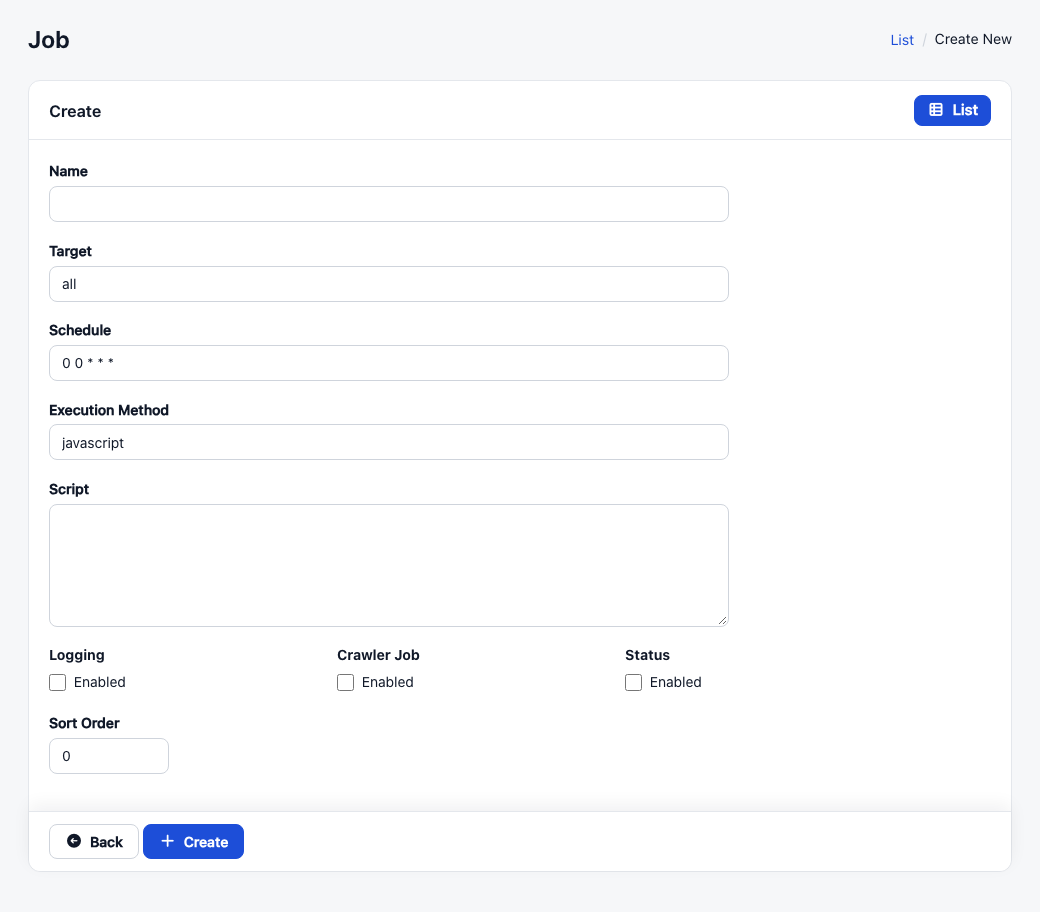 Job
List / Create New
Create
List
Name
Target
all
Schedule
0 0 * * *
Execution Method
javascript
Script
Logging Crawler Job Status
Enabled Enabled Enabled
Sort Order
0
Back Create